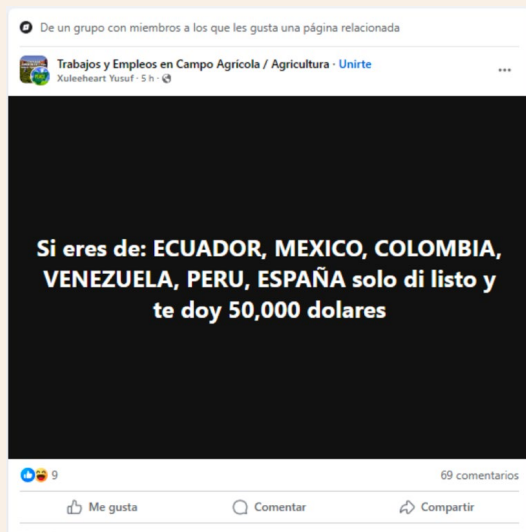 De un grupo con miembros a los que les gusta una página relacionada
Trabajos y Empleos en Campo Agrícola / Agricultura · Unirte
Xuleeheart Yusuf · 5 h ·
Si eres de: ECUADOR, MEXICO, COLOMBIA,
VENEZUELA, PERU, ESPAÑA solo di listo y
te doy 50,000 dolares
9
69 comentarios
Me gusta
Comentar
Compartir